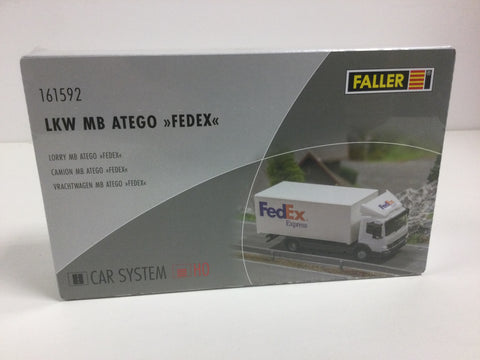 161592
FALLER
LKW MB ATEGO »FEDEX«
LORRY MB ATEGO »FEDEX«
CAMION MB ATEGO »FEDEX«
VRACHTWAGEN MB ATEGO »FEDEX«
FedEx
Express
FedEx
CAR SYSTEM